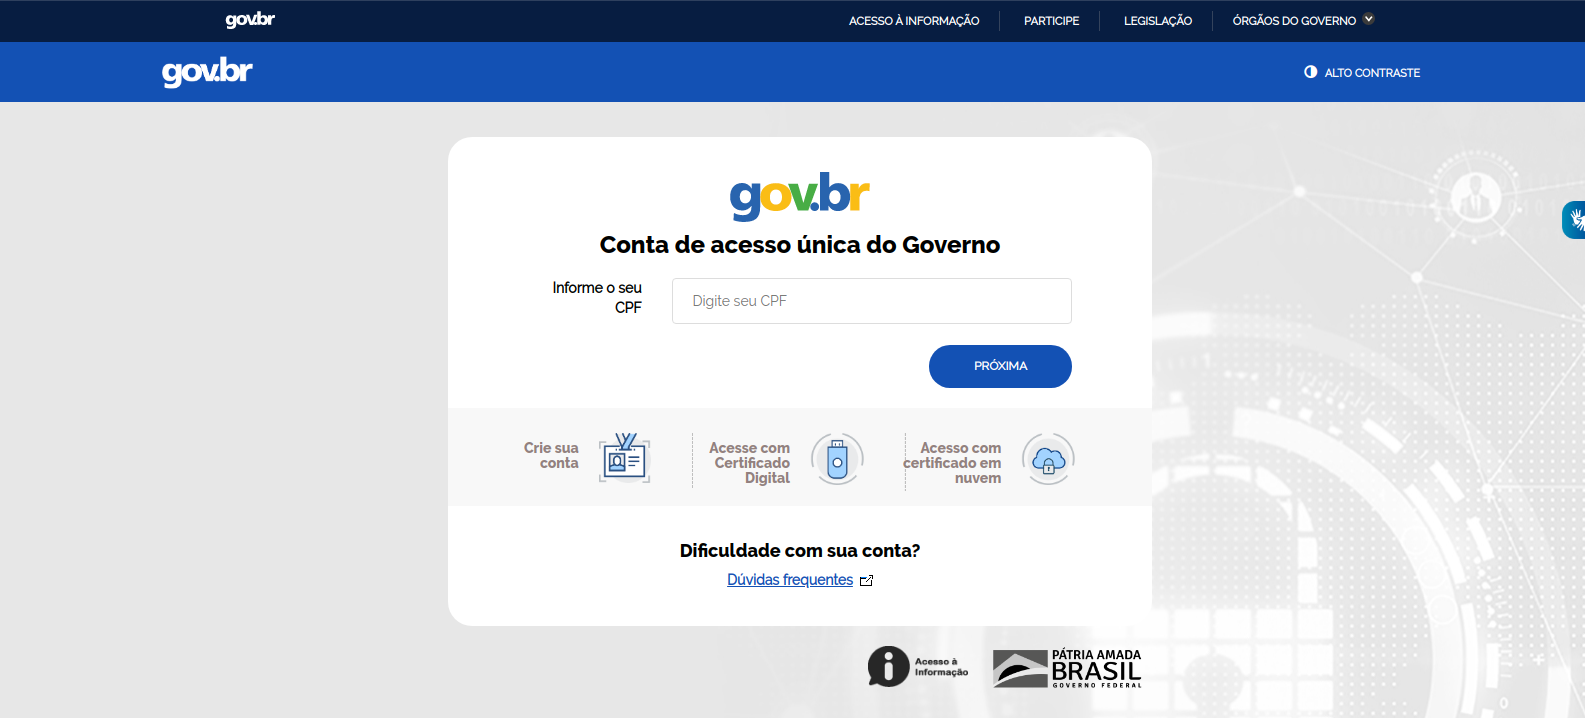 gov.br
ACESSO À INFORMAÇÃO
PARTICIPE
LEGISLAÇÃO
ÓRGÃOS DO GOVERNO
gov.br
ALTO CONTRASTE
gov.br
Conta de acesso única do Governo
Informe o seu
CPF
Digite seu CPF
PRÓXIMA
Crie sua
conta
Acesse com
Certificado
Digital
Acesso com
certificado em
nuvem
Dificuldade com sua conta?
Dúvidas frequentes
Acesso à
Informação
PÁTRIA AMADA
BRASIL
GOVERNO FEDERAL